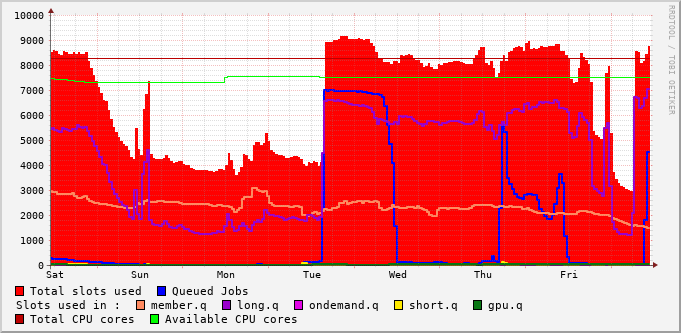 10000
9000
8000
7000
6000
5000
4000
3000
2000
1000
0
Sat Sun Mon Tue Wed Thu Fri
RRDTOOL / TOBI OETIKER
Total slots used Queued Jobs
Slots used in : member.q long.q ondemand.q short.q gpu.q
Total CPU cores Available CPU cores